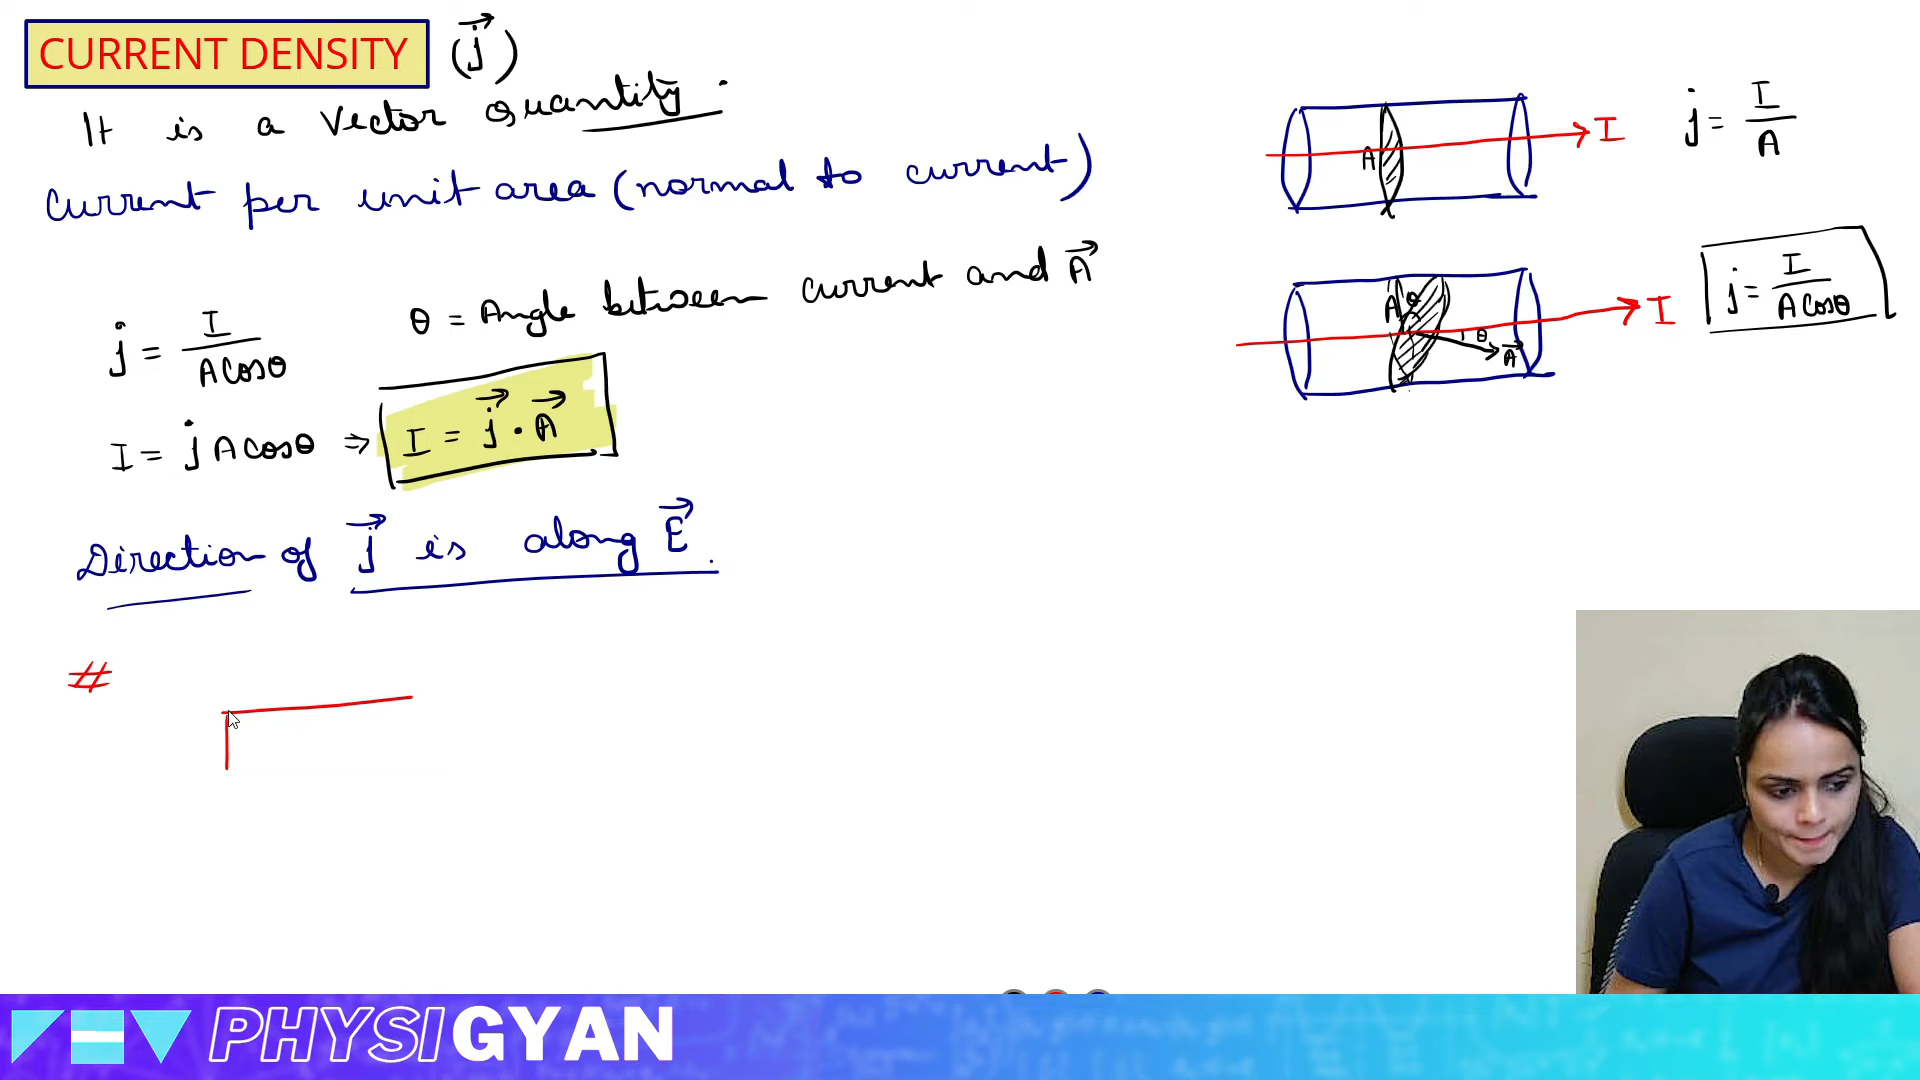 CURRENT DENSITY (j⃗)
It is a vector quantity.
Current per unit area (normal to current)
j = I / A cosθ
θ = Angle between current and A⃗
I = j A cosθ ⇒ I = j⃗ · A⃗
Direction of j⃗ is along E⃗.
#
A
I
j = I / A
A
θ
θ
A⃗
I
j = I / A cosθ
PHYSIGYAN